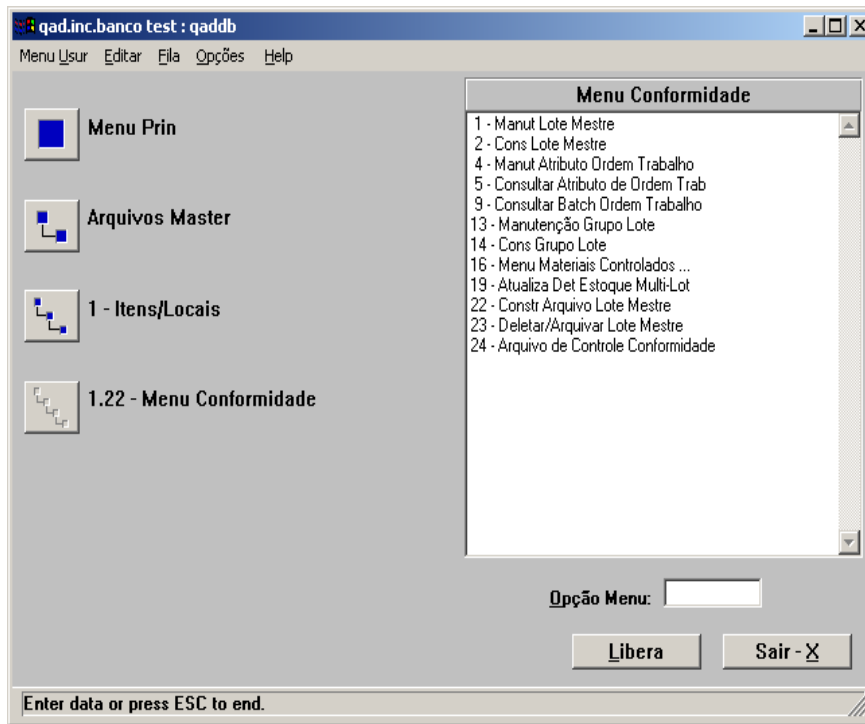 qad.inc.banco test : qaddb
Menu Usur Editar Fila Opções Help
Menu Prin
Arquivos Master
1 - Itens/Locais
1.22 - Menu Conformidade
Menu Conformidade
1 - Manut Lote Mestre
2 - Cons Lote Mestre
4 - Manut Atributo Ordem Trabalho
5 - Consultar Atributo de Ordem Trab
9 - Consultar Batch Ordem Trabalho
13 - Manutenção Grupo Lote
14 - Cons Grupo Lote
16 - Menu Materiais Controlados ...
19 - Atualiza Det Estoque Multi-Lot
22 - Constr Arquivo Lote Mestre
23 - Deletar/Arquivar Lote Mestre
24 - Arquivo de Controle Conformidade
Opção Menu:
Libera Sair - X
Enter data or press ESC to end.